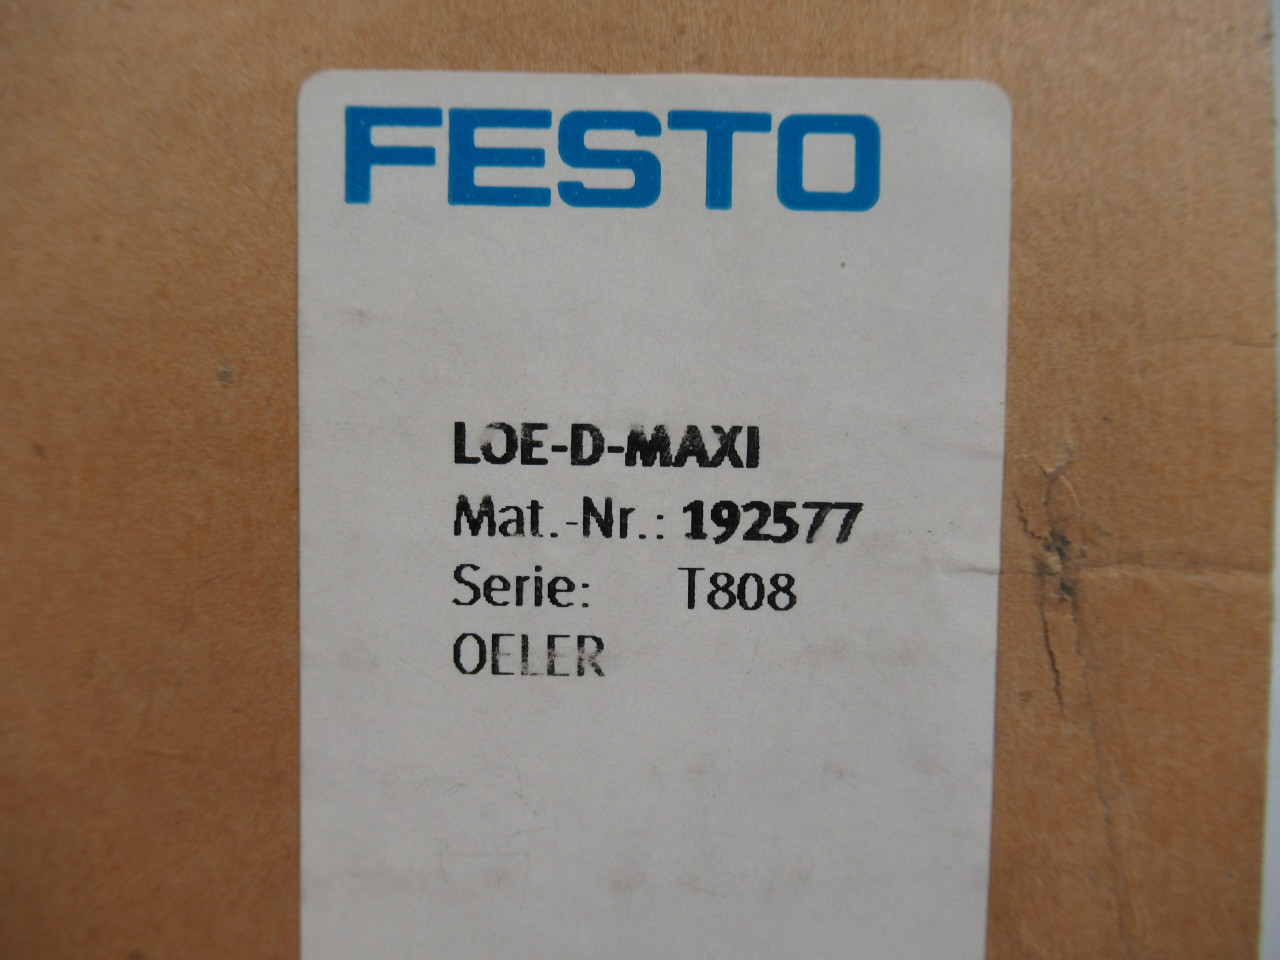 FESTO
LOE-D-MAXI
Mat.-Nr.: 192577
Serie: T808
OELER